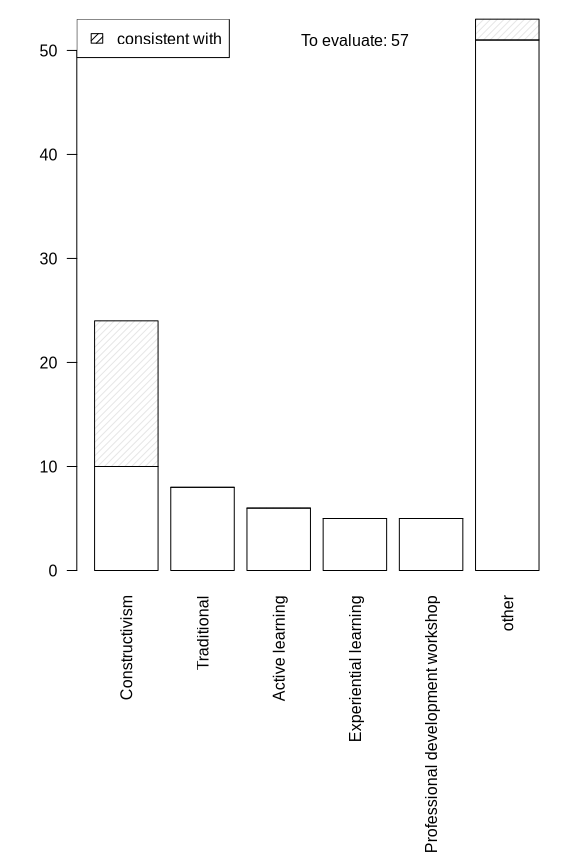 consistent with
To evaluate: 57
50
40
30
20
10
0
Constructivism
Traditional
Active learning
Experiential learning
Professional development workshop
other